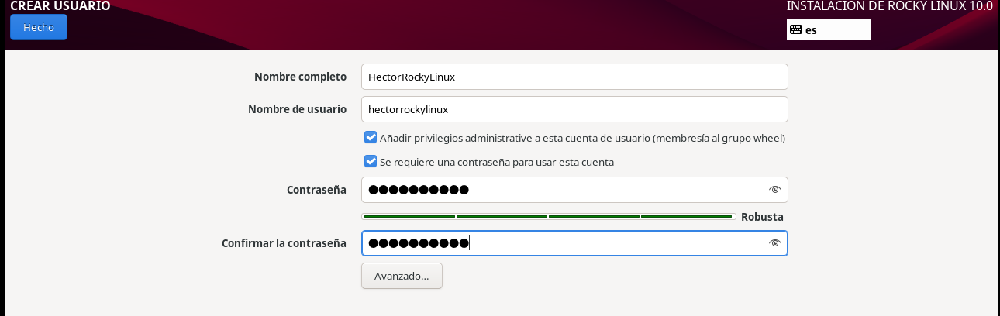 CREAR USUARIO
INSTALACIÓN DE ROCKY LINUX 10.0
Hecho
es
Nombre completo HectorRockyLinux
Nombre de usuario hectorrockylinux
Añadir privilegios administrative a esta cuenta de usuario (membresía al grupo wheel)
Se requiere una contraseña para usar esta cuenta
Contraseña ●●●●●●●●●●
Robusta
Confirmar la contraseña ●●●●●●●●●●
Avanzado...